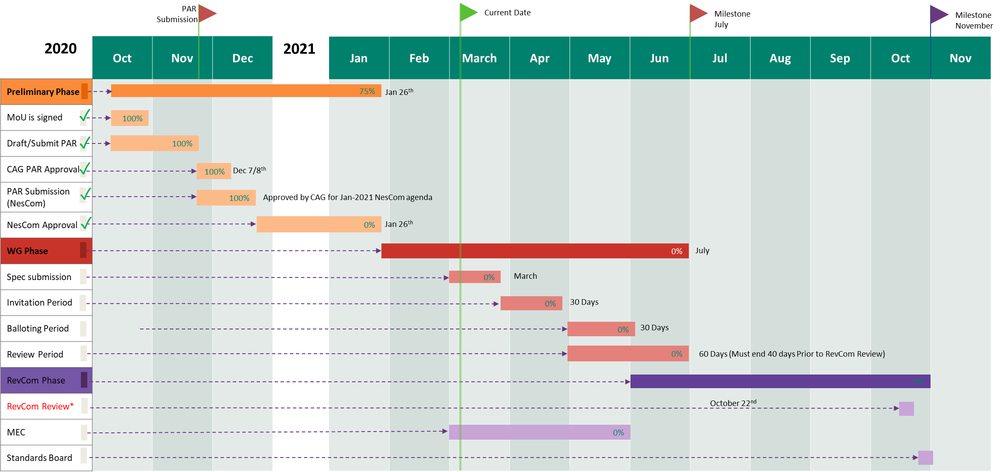 PAR
Submission
Current Date
Milestone
July
Milestone
November
2020
Oct
Nov
Dec
2021
Jan
Feb
March
Apr
May
Jun
Jul
Aug
Sep
Oct
Nov
Preliminary Phase
75%
Jan 26th
MoU is signed
100%
Draft/Submit PAR
100%
CAG PAR Approval
100%
Dec 7/8th
PAR Submission
(NesCom)
100%
Approved by CAG for Jan-2021 NesCom agenda
NesCom Approval
0%
Jan 26th
WG Phase
0%
July
Spec submission
0%
March
Invitation Period
0%
30 Days
Balloting Period
0%
30 Days
Review Period
0%
60 Days (Must end 40 days Prior to RevCom Review)
RevCom Phase
0%
RevCom Review*
October 22nd
MEC
0%
Standards Board